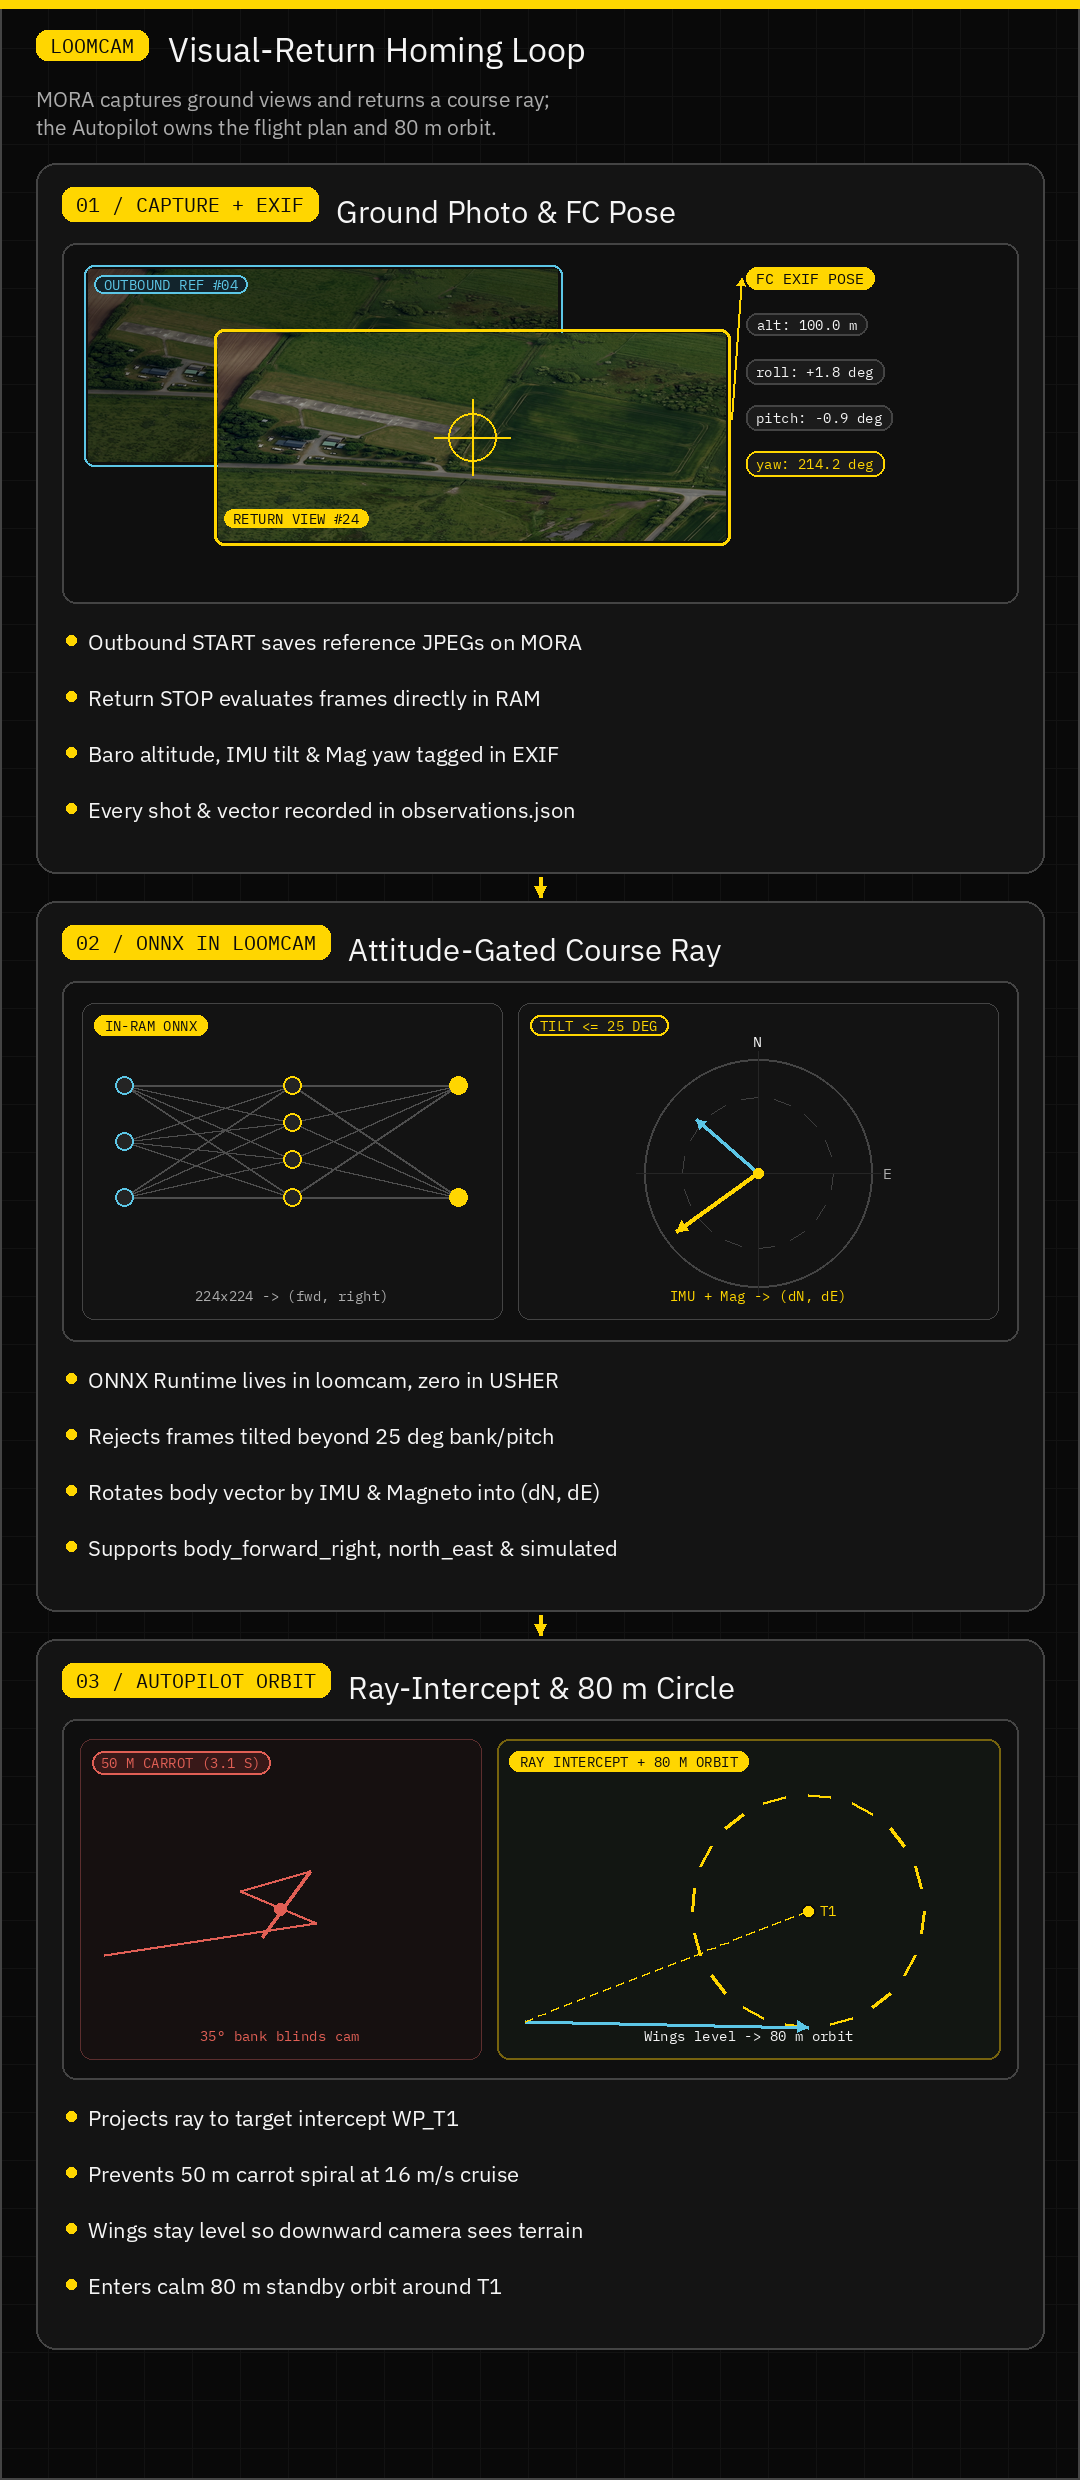 LOOMCAM
Visual-Return Homing Loop
MORA captures ground views and returns a course ray;
the Autopilot owns the flight plan and 80 m orbit.
01 / CAPTURE + EXIF
Ground Photo & FC Pose
OUTBOUND REF #04
RETURN VIEW #24
FC EXIF POSE
alt: 100.0 m
roll: +1.8 deg
pitch: -0.9 deg
yaw: 214.2 deg
Outbound START saves reference JPEGs on MORA
Return STOP evaluates frames directly in RAM
Baro altitude, IMU tilt & Mag yaw tagged in EXIF
Every shot & vector recorded in observations.json
02 / ONNX IN LOOMCAM
Attitude-Gated Course Ray
IN-RAM ONNX
224x224 -> (fwd, right)
TILT <= 25 DEG
N
E
IMU + Mag -> (dN, dE)
ONNX Runtime lives in loomcam, zero in USHER
Rejects frames tilted beyond 25 deg bank/pitch
Rotates body vector by IMU & Magneto into (dN, dE)
Supports body_forward_right, north_east & simulated
03 / AUTOPILOT ORBIT
Ray-Intercept & 80 m Circle
50 M CARROT (3.1 S)
35° bank blinds cam
RAY INTERCEPT + 80 M ORBIT
T1
Wings level -> 80 m orbit
Projects ray to target intercept WP_T1
Prevents 50 m carrot spiral at 16 m/s cruise
Wings stay level so downward camera sees terrain
Enters calm 80 m standby orbit around T1